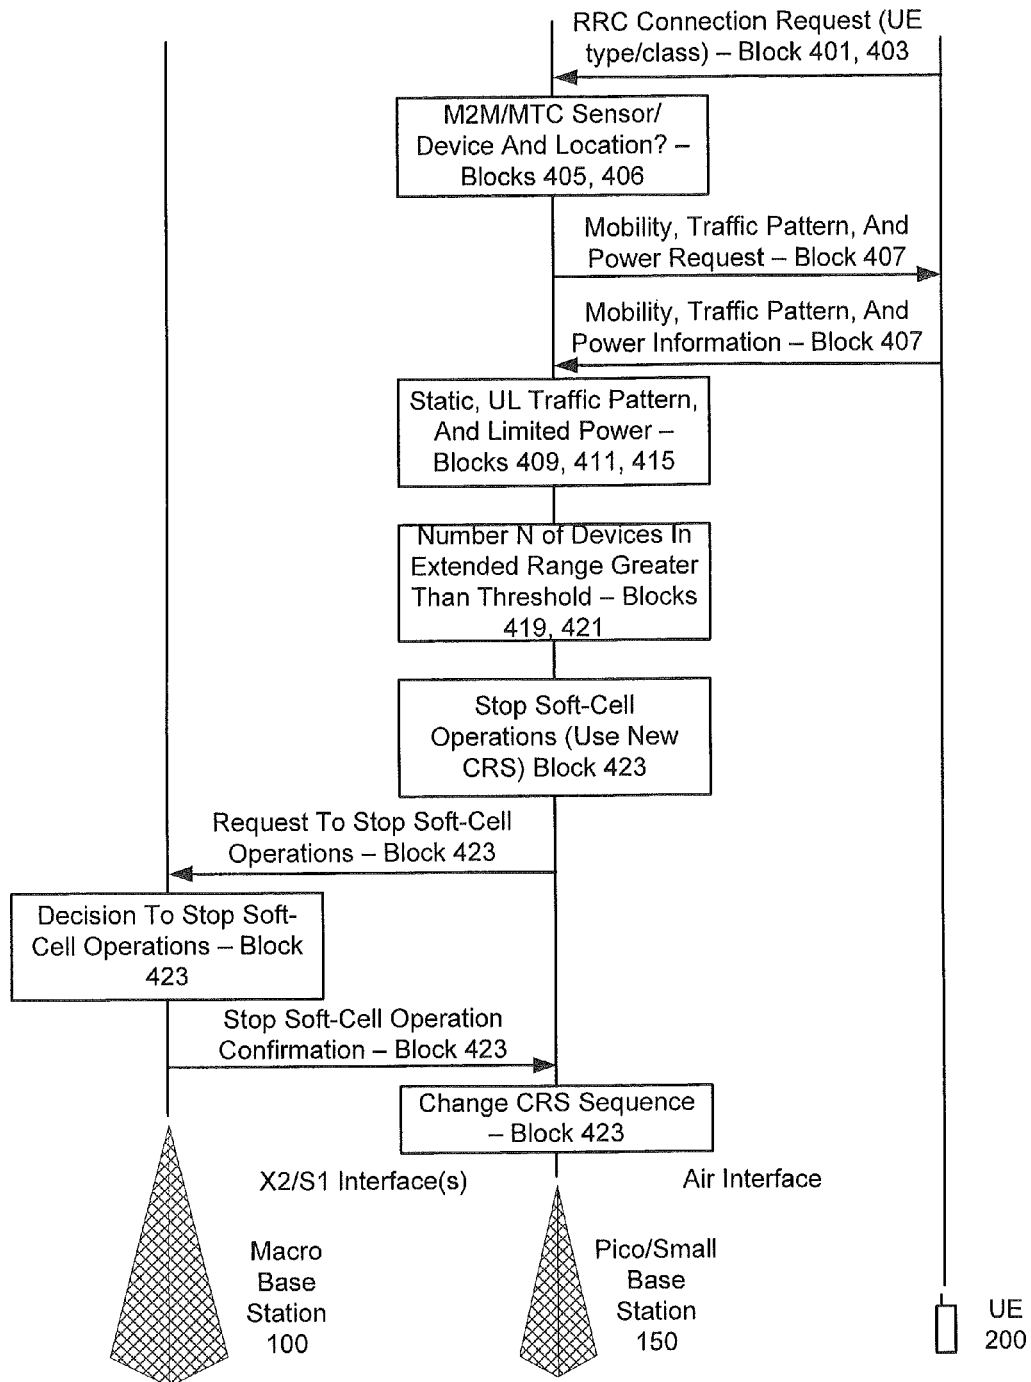 RRC Connection Request (UE
type/class) – Block 401, 403
M2M/MTC Sensor/
Device And Location? –
Blocks 405, 406
Mobility, Traffic Pattern, And
Power Request – Block 407
Mobility, Traffic Pattern, And
Power Information – Block 407
Static, UL Traffic Pattern,
And Limited Power –
Blocks 409, 411, 415
Number N of Devices In
Extended Range Greater
Than Threshold – Blocks
419, 421
Stop Soft-Cell
Operations (Use New
CRS) Block 423
Request To Stop Soft-Cell
Operations – Block 423
Decision To Stop Soft-
Cell Operations – Block
423
Stop Soft-Cell Operation
Confirmation – Block 423
Change CRS Sequence
– Block 423
X2/S1 Interface(s)
Air Interface
Macro
Base
Station
100
Pico/Small
Base
Station
150
UE
200